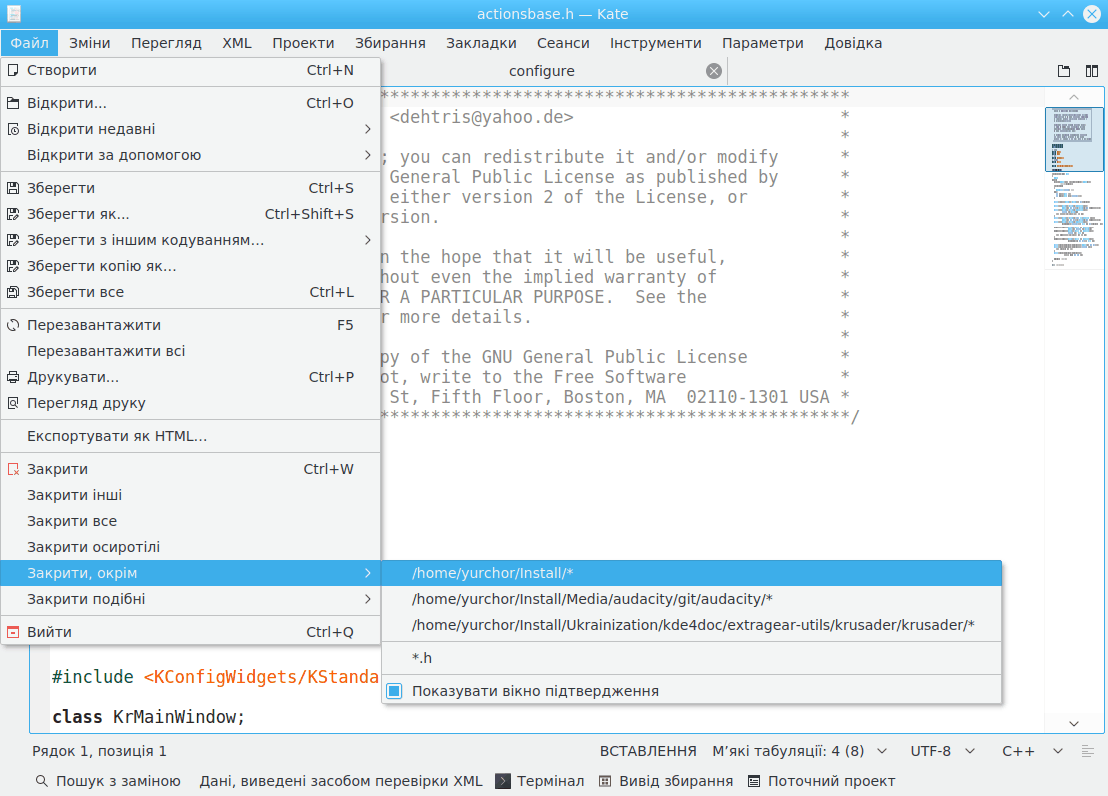 actionsbase.h — Kate
Файл Зміни Перегляд XML Проекти Збирання Закладки Сеанси Інструменти Параметри Довідка
configure
Створити Ctrl+N
Відкрити... Ctrl+O
Відкрити недавні
Відкрити за допомогою
Зберегти Ctrl+S
Зберегти як... Ctrl+Shift+S
Зберегти з іншим кодуванням...
Зберегти копію як...
Зберегти все Ctrl+L
Перезавантажити F5
Перезавантажити всі
Друкувати... Ctrl+P
Перегляд друку
Експортувати як HTML...
Закрити Ctrl+W
Закрити інші
Закрити все
Закрити осиротілі
Закрити, окрім
Закрити подібні
Вийти Ctrl+Q
/home/yurchor/Install/*
/home/yurchor/Install/Media/audacity/git/audacity/*
/home/yurchor/Install/Ukrainization/kde4doc/extragear-utils/krusader/krusader/*
*.h
Показувати вікно підтвердження
**********************************************
<dehtris@yahoo.de> *
*
; you can redistribute it and/or modify *
General Public License as published by *
either version 2 of the License, or *
rsion. *
*
n the hope that it will be useful, *
hout even the implied warranty of *
R A PARTICULAR PURPOSE.  See the *
r more details. *
*
py of the GNU General Public License *
ot, write to the Free Software *
St, Fifth Floor, Boston, MA  02110-1301 USA *
**********************************************/
#include <KConfigWidgets/KStanda
class KrMainWindow;
Рядок 1, позиція 1 ВСТАВЛЕННЯ М’які табуляції: 4 (8) UTF-8 C++
Пошук з заміною Дані, виведені засобом перевірки XML Термінал Вивід збирання Поточний проект